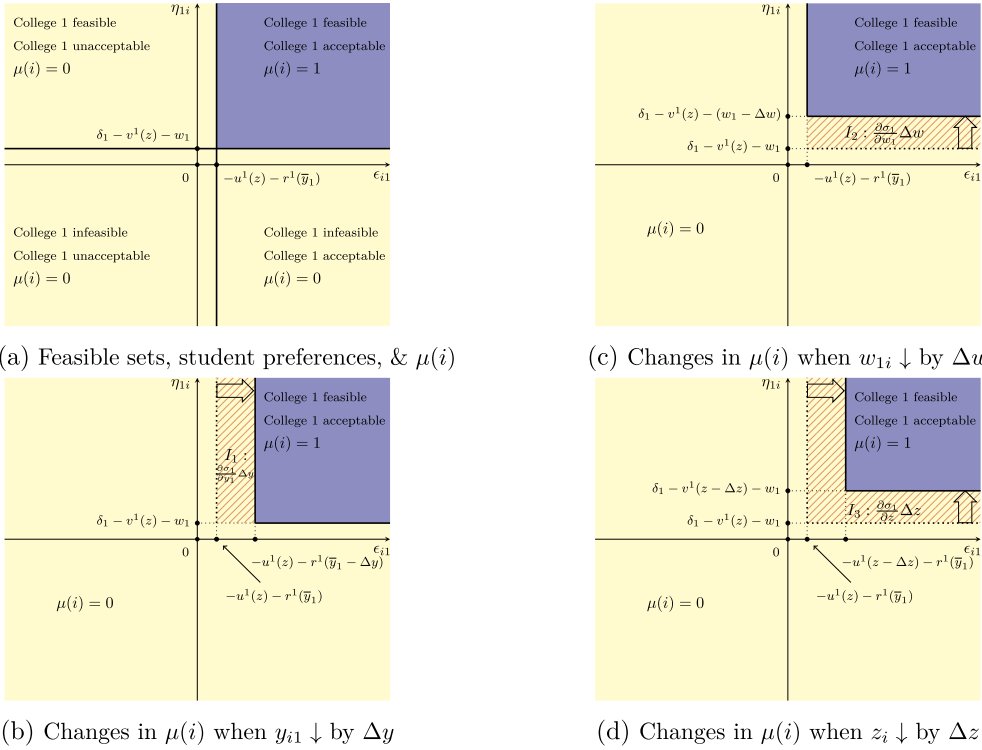 η₁ᵢ
College 1 feasible
College 1 unacceptable
μ(i) = 0
College 1 feasible
College 1 acceptable
μ(i) = 1
δ₁ − v¹(z) − w₁
0
−u¹(z) − r¹(y̅₁)
ϵᵢ₁
College 1 infeasible
College 1 unacceptable
μ(i) = 0
College 1 infeasible
College 1 acceptable
μ(i) = 0
(a) Feasible sets, student preferences, & μ(i)
η₁ᵢ
College 1 feasible
College 1 acceptable
μ(i) = 1
δ₁ − v¹(z) − (w₁ − Δw)
I₂ : ∂σ₁/∂w₁ Δw
δ₁ − v¹(z) − w₁
0
−u¹(z) − r¹(y̅₁)
ϵᵢ₁
μ(i) = 0
(c) Changes in μ(i) when w₁ᵢ ↓ by Δw
η₁ᵢ
College 1 feasible
College 1 acceptable
μ(i) = 1
I₁ :
∂σ₁/∂y₁ Δy
δ₁ − v¹(z) − w₁
0
ϵᵢ₁
−u¹(z) − r¹(y̅₁ − Δy)
−u¹(z) − r¹(y̅₁)
μ(i) = 0
(b) Changes in μ(i) when yᵢ₁ ↓ by Δy
η₁ᵢ
College 1 feasible
College 1 acceptable
μ(i) = 1
δ₁ − v¹(z − Δz) − w₁
I₃ : ∂σ₁/∂z Δz
δ₁ − v¹(z) − w₁
0
ϵᵢ₁
−u¹(z − Δz) − r¹(y̅₁)
−u¹(z) − r¹(y̅₁)
μ(i) = 0
(d) Changes in μ(i) when zᵢ ↓ by Δz